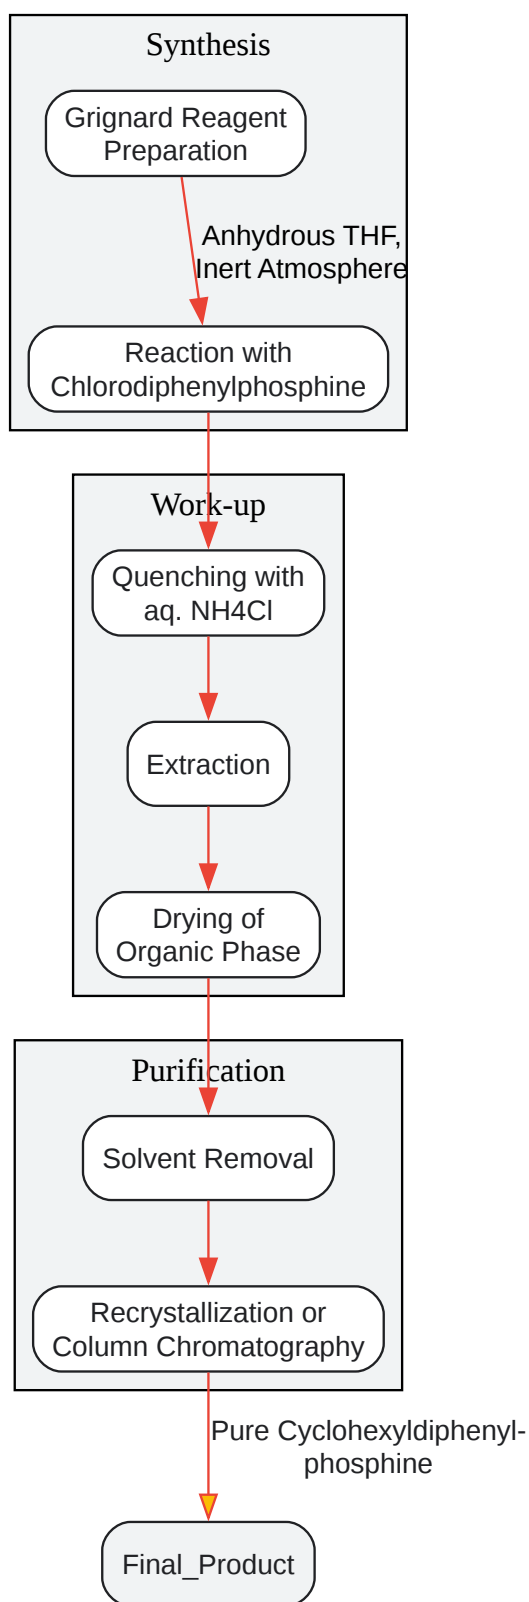 Synthesis
Grignard Reagent
Preparation
Anhydrous THF,
Inert Atmosphere
Reaction with
Chlorodiphenylphosphine
Work-up
Quenching with
aq. NH4Cl
Extraction
Drying of
Organic Phase
Purification
Solvent Removal
Recrystallization or
Column Chromatography
Pure Cyclohexyldiphenyl-
phosphine
Final_Product